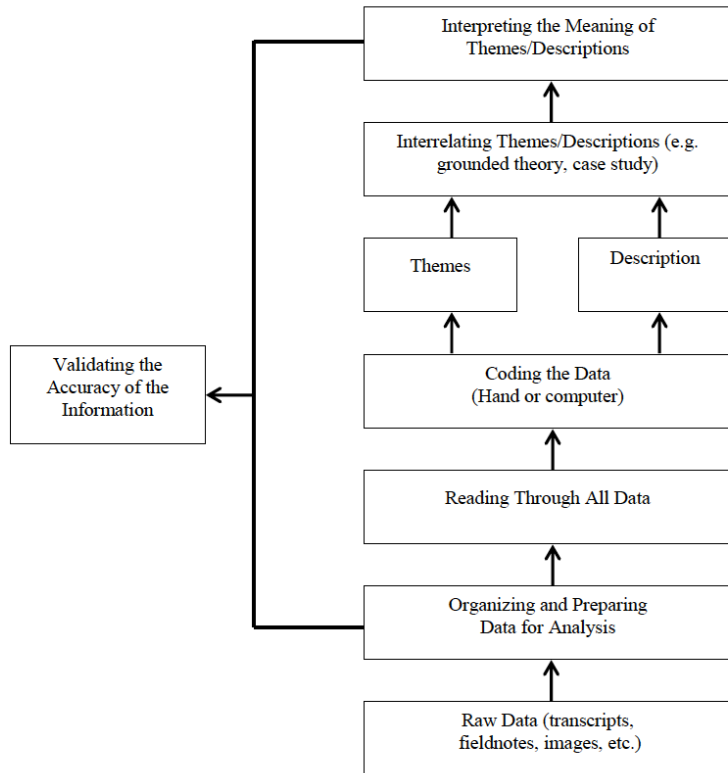 Interpreting the Meaning of
Themes/Descriptions
Interrelating Themes/Descriptions (e.g.
grounded theory, case study)
Themes
Description
Validating the
Accuracy of the
Information
Coding the Data
(Hand or computer)
Reading Through All Data
Organizing and Preparing
Data for Analysis
Raw Data (transcripts,
fieldnotes, images, etc.)